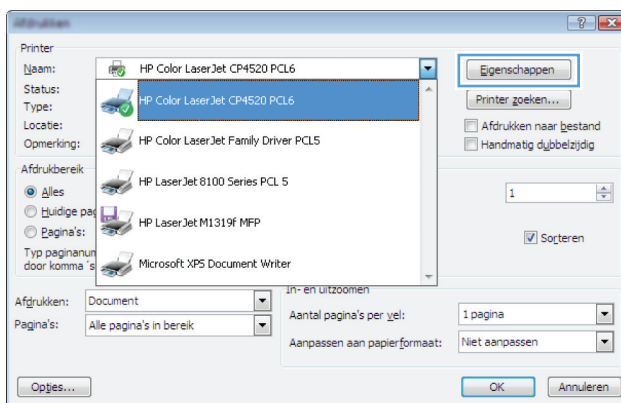 Afdrukken
Printer
Naam:
HP Color LaserJet CP4520 PCL6
Eigenschappen
Status:
HP Color LaserJet CP4520 PCL6
Printer zoeken...
Type:
Locatie:
Afdrukken naar bestand
Opmerking:
HP Color LaserJet Family Driver PCL5
Handmatig dubbelzijdig
Afdrukbereik
Alles
HP LaserJet 8100 Series PCL 5
1
Huidige pag
Pagina's:
HP LaserJet M1319f MFP
Sorteren
Typ paginanum
door komma 's
Microsoft XPS Document Writer
In- en uitzoomen
Afdrukken:
Document
Aantal pagina's per vel:
1 pagina
Pagina's:
Alle pagina's in bereik
Aanpassen aan papierformaat:
Niet aanpassen
Opties...
OK
Annuleren